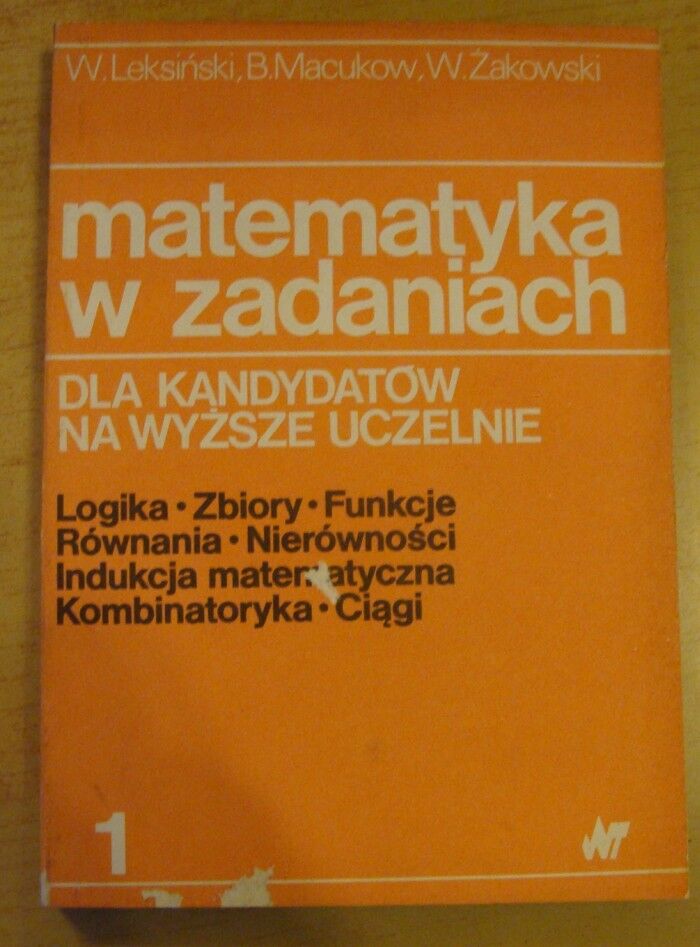 W. Leksiński, B. Macukow, W. Żakowski
matematyka
w zadaniach
DLA KANDYDATÓW
NA WYŻSZE UCZELNIE
Logika • Zbiory • Funkcje
Równania • Nierówności
Indukcja matematyczna
Kombinatoryka • Ciągi
1
WNT